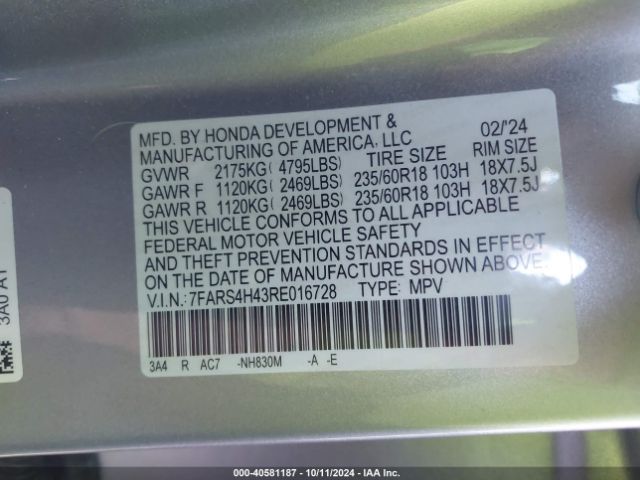 MFD. BY HONDA DEVELOPMENT &
MANUFACTURING OF AMERICA, LLC 02/'24
GVWR 2175KG(4795LBS) TIRE SIZE RIM SIZE
GAWR F 1120KG(2469LBS) 235/60R18 103H 18X7.5J
GAWR R 1120KG(2469LBS) 235/60R18 103H 18X7.5J
THIS VEHICLE CONFORMS TO ALL APPLICABLE
FEDERAL MOTOR VEHICLE SAFETY
AND THEFT PREVENTION STANDARDS IN EFFECT
ON THE DATE OF MANUFACTURE SHOWN ABOVE.
V.I.N:7FARS4H43RE016728 TYPE: MPV
3A4 R AC7 -NH830M -A -E
3A0 A1
STOCK: 40581187 - 10/11/2024 - IAA Inc.